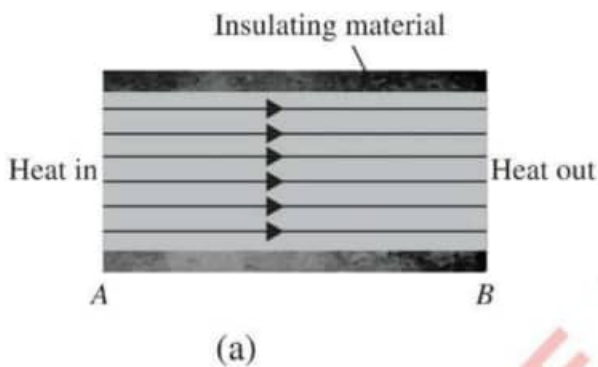 Insulating material
Heat in
Heat out
A
B
(a)